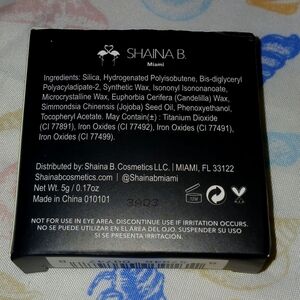 SHAINA B.
Miami
Ingredients: Silica, Hydrogenated Polyisobutene, Bis-diglyceryl
Polyacyladipate-2, Synthetic Wax, Isononyl Isononanoate,
Microcrystalline Wax, Euphorbia Cerifera (Candelilla) Wax,
Simmondsia Chinensis (Jojoba) Seed Oil, Phenoxyethanol,
Tocopheryl Acetate. May Contain(±) : Titanium Dioxide
(CI 77891), Iron Oxides (CI 77492), Iron Oxides (CI 77491),
Iron Oxides (CI 77499).
Distributed by: Shaina B. Cosmetics LLC. | MIAMI, FL 33122
Shainabcosmetics.com | @Shainabmiami
Net Wt. 5g / 0.17oz
Made in China 010101
12M
NOT FOR USE IN EYE AREA. DISCONTINUE USE IF IRRITATION OCCURS.
NO SE PUEDE UTILIZAR EN EL ÁREA DEL OJO. SUSPENDER SU USO
SI SE PRESENTA UNA IRRITACIÓN.